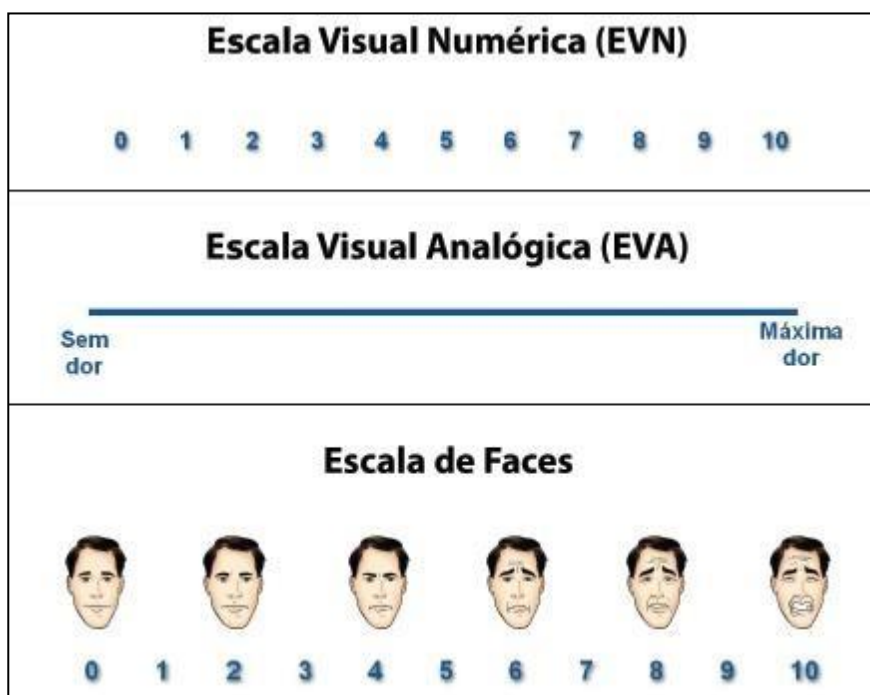 Escala Visual Numérica (EVN)
0 1 2 3 4 5 6 7 8 9 10
Escala Visual Analógica (EVA)
Sem dor
Máxima dor
Escala de Faces
0 1 2 3 4 5 6 7 8 9 10